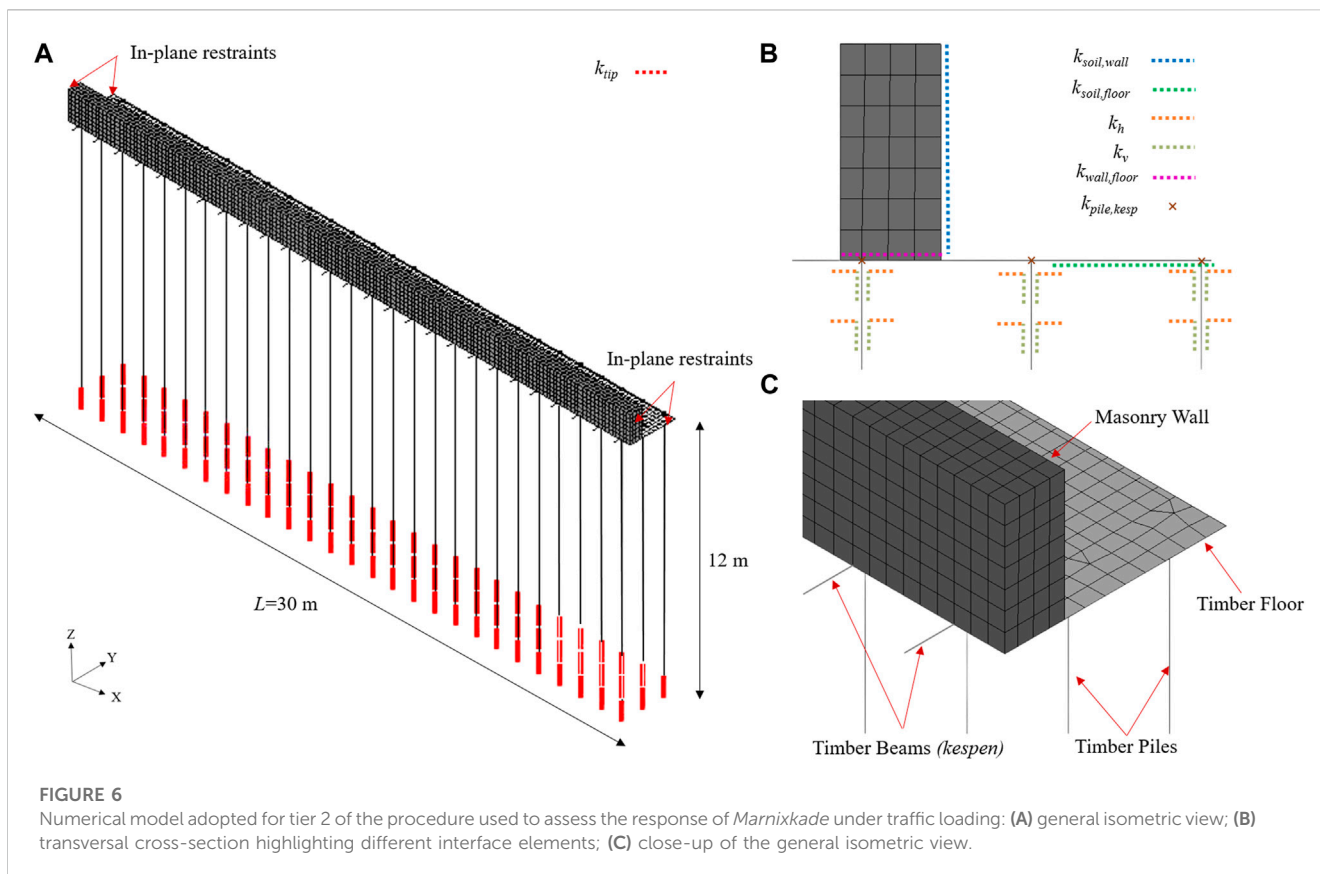 A
In-plane restraints
k_tip
In-plane restraints
12 m
L=30 m
Z
Y
X
B
k_soil,wall
k_soil,floor
k_h
k_v
k_wall,floor
k_pile,kesp
C
Masonry Wall
Timber Floor
Timber Beams (kespen)
Timber Piles
FIGURE 6
Numerical model adopted for tier 2 of the procedure used to assess the response of Marnixkade under traffic loading: (A) general isometric view; (B)
transversal cross-section highlighting different interface elements; (C) close-up of the general isometric view.